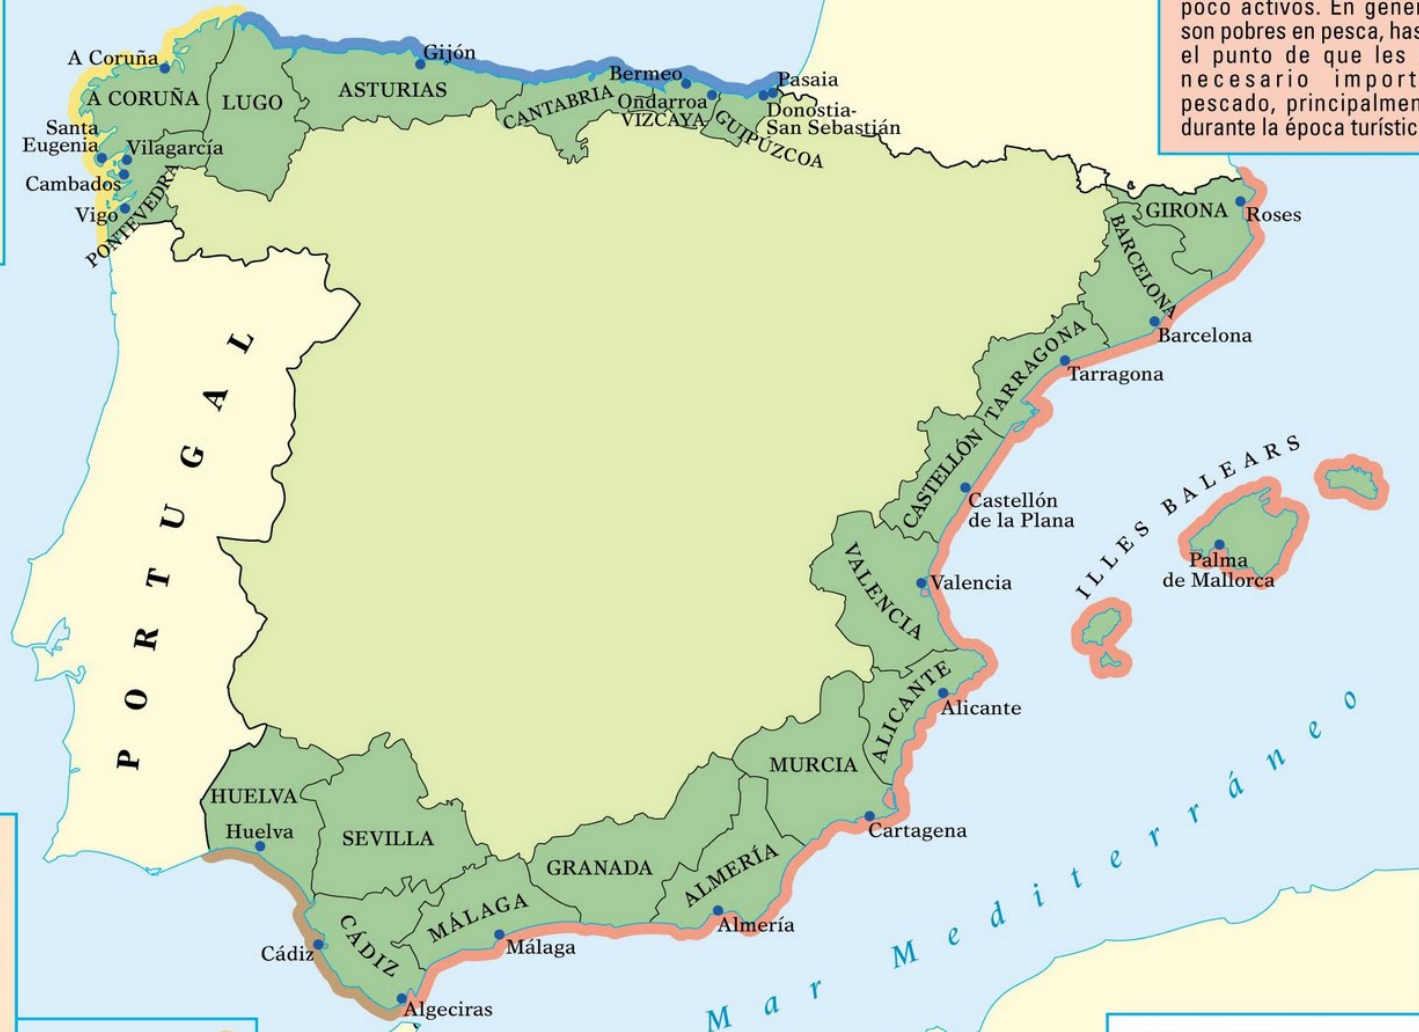 poco activos. En gener
son pobres en pesca, has
el punto de que les
necesario import
pescado, principalmen
durante la época turístic
A Coruña
A CORUÑA
LUGO
Gijón
ASTURIAS
CANTABRIA
Bermeo
Ondarroa
VIZCAYA
GUIPÚZCOA
Pasaia
Donostia-
San Sebastián
Santa
Eugenia
Vilagarcía
Cambados
Vigo
PONTEVEDRA
GIRONA
Roses
BARCELONA
Barcelona
TARRAGONA
Tarragona
CASTELLÓN
Castellón
de la Plana
ILLES BALEARS
Palma
de Mallorca
VALENCIA
Valencia
ALICANTE
Alicante
PORTUGAL
MURCIA
Cartagena
HUELVA
Huelva
SEVILLA
GRANADA
ALMERÍA
Almería
MÁLAGA
Málaga
CÁDIZ
Cádiz
Algeciras
Mar Mediterráneo